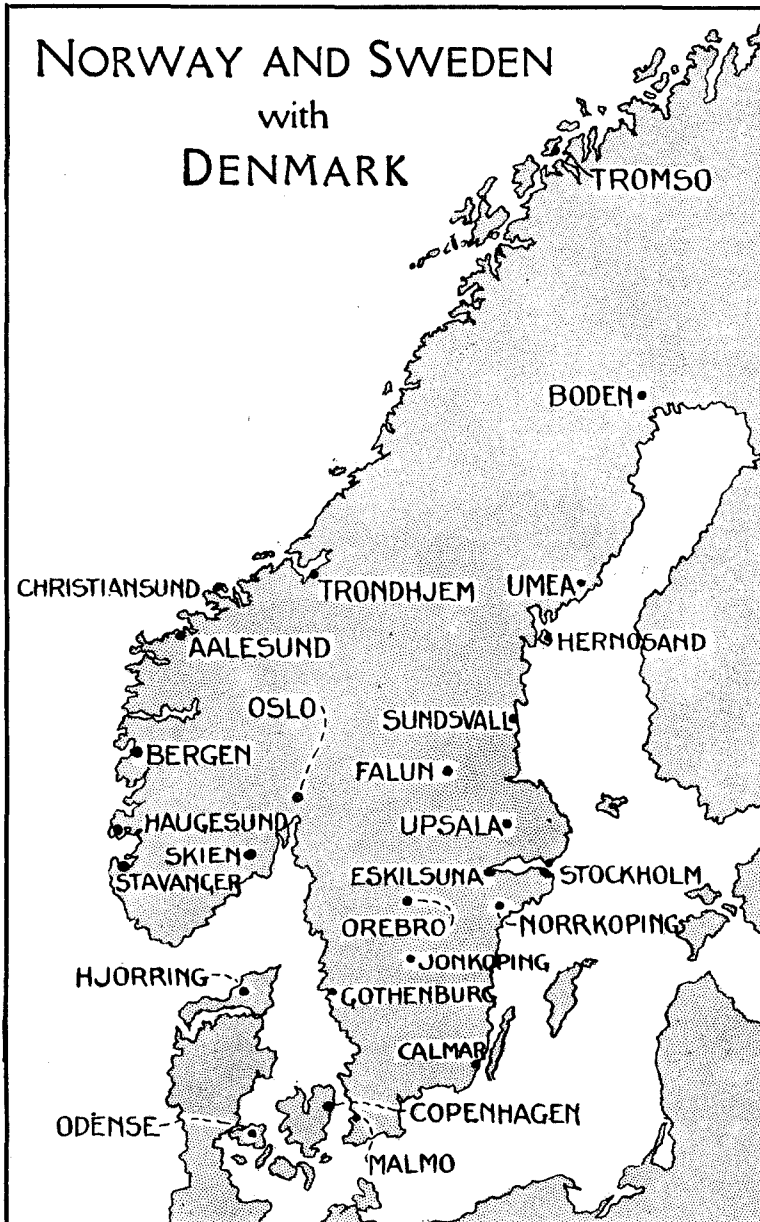 NORWAY AND SWEDEN
with
DENMARK
TROMSO
BODEN
CHRISTIANSUND
TRONDHJEM
UMEA
AALESUND
HERNOSAND
OSLO
SUNDSVALL
BERGEN
FALUN
HAUGESUND
UPSALA
SKIEN
STAVANGER
ESKILSUNA
STOCKHOLM
OREBRO
NORRKOPING
JONKOPING
HJORRING
GOTHENBURG
CALMAR
COPENHAGEN
ODENSE
MALMO